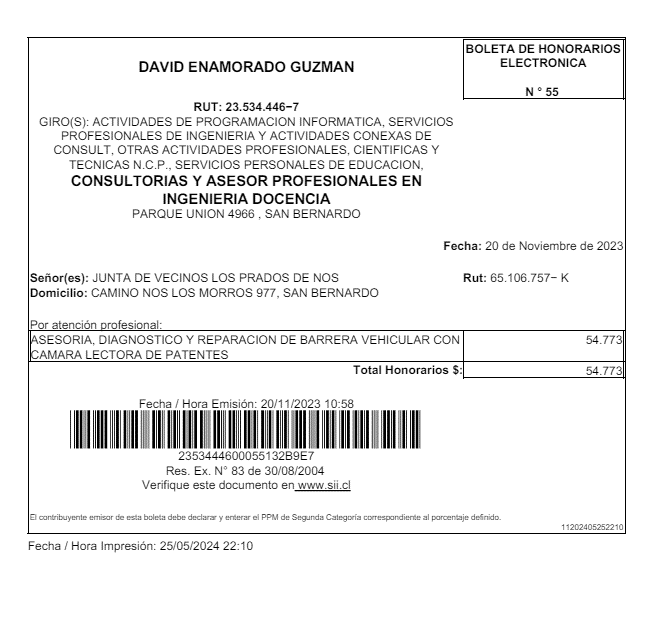 DAVID ENAMORADO GUZMAN
BOLETA DE HONORARIOS
ELECTRONICA
N ° 55
RUT: 23.534.446−7
GIRO(S): ACTIVIDADES DE PROGRAMACION INFORMATICA, SERVICIOS
PROFESIONALES DE INGENIERIA Y ACTIVIDADES CONEXAS DE
CONSULT, OTRAS ACTIVIDADES PROFESIONALES, CIENTIFICAS Y
TECNICAS N.C.P., SERVICIOS PERSONALES DE EDUCACION,
CONSULTORIAS Y ASESOR PROFESIONALES EN
INGENIERIA DOCENCIA
PARQUE UNION 4966 , SAN BERNARDO
Fecha: 20 de Noviembre de 2023
Señor(es): JUNTA DE VECINOS LOS PRADOS DE NOS Rut: 65.106.757− K
Domicilio: CAMINO NOS LOS MORROS 977, SAN BERNARDO
Por atención profesional:
ASESORIA, DIAGNOSTICO Y REPARACION DE BARRERA VEHICULAR CON 54.773
CAMARA LECTORA DE PATENTES
Total Honorarios $: 54.773
Fecha / Hora Emisión: 20/11/2023 10:58
2353444600055132B9E7
Res. Ex. N° 83 de 30/08/2004
Verifique este documento en www.sii.cl
El contribuyente emisor de esta boleta debe declarar y enterar el PPM de Segunda Categoría correspondiente al porcentaje definido.
11202405252210
Fecha / Hora Impresión: 25/05/2024 22:10